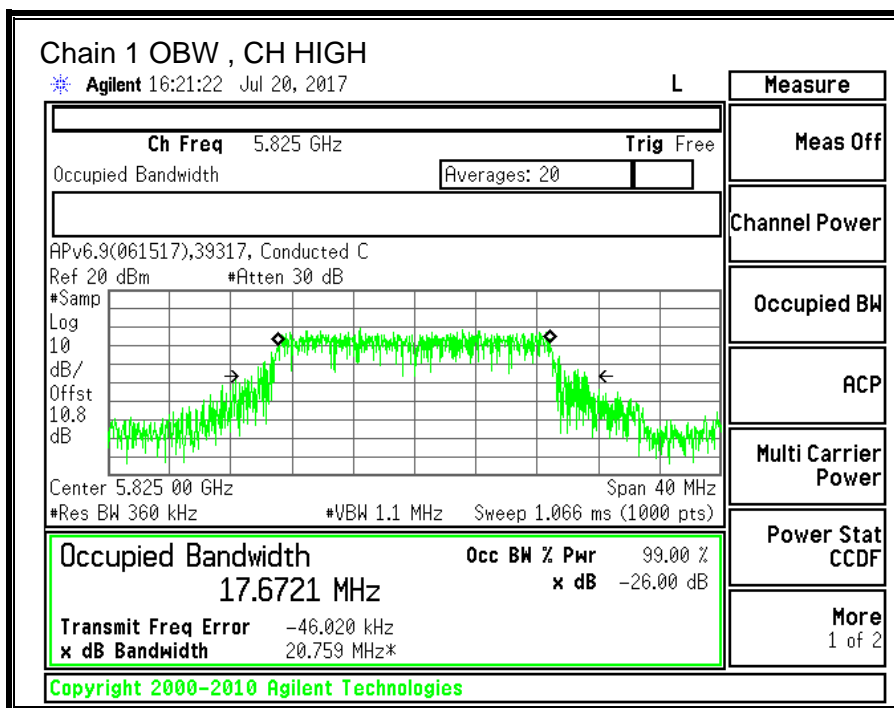 Chain 1 OBW , CH HIGH
Agilent 16:21:22 Jul 20, 2017 L
Measure
Ch Freq 5.825 GHz Trig Free
Meas Off
Occupied Bandwidth Averages: 20
Channel Power
APv6.9(061517),39317, Conducted C
Ref 20 dBm #Atten 30 dB
#Samp
Log
10
dB/
Offst
10.8
dB
Occupied BW
ACP
Multi Carrier
Power
Center 5.825 00 GHz Span 40 MHz
#Res BW 360 kHz #VBW 1.1 MHz Sweep 1.066 ms (1000 pts)
Power Stat
CCDF
Occupied Bandwidth Occ BW % Pwr 99.00 %
17.6721 MHz x dB -26.00 dB
Transmit Freq Error -46.020 kHz
x dB Bandwidth 20.759 MHz*
More
1 of 2
Copyright 2000-2010 Agilent Technologies